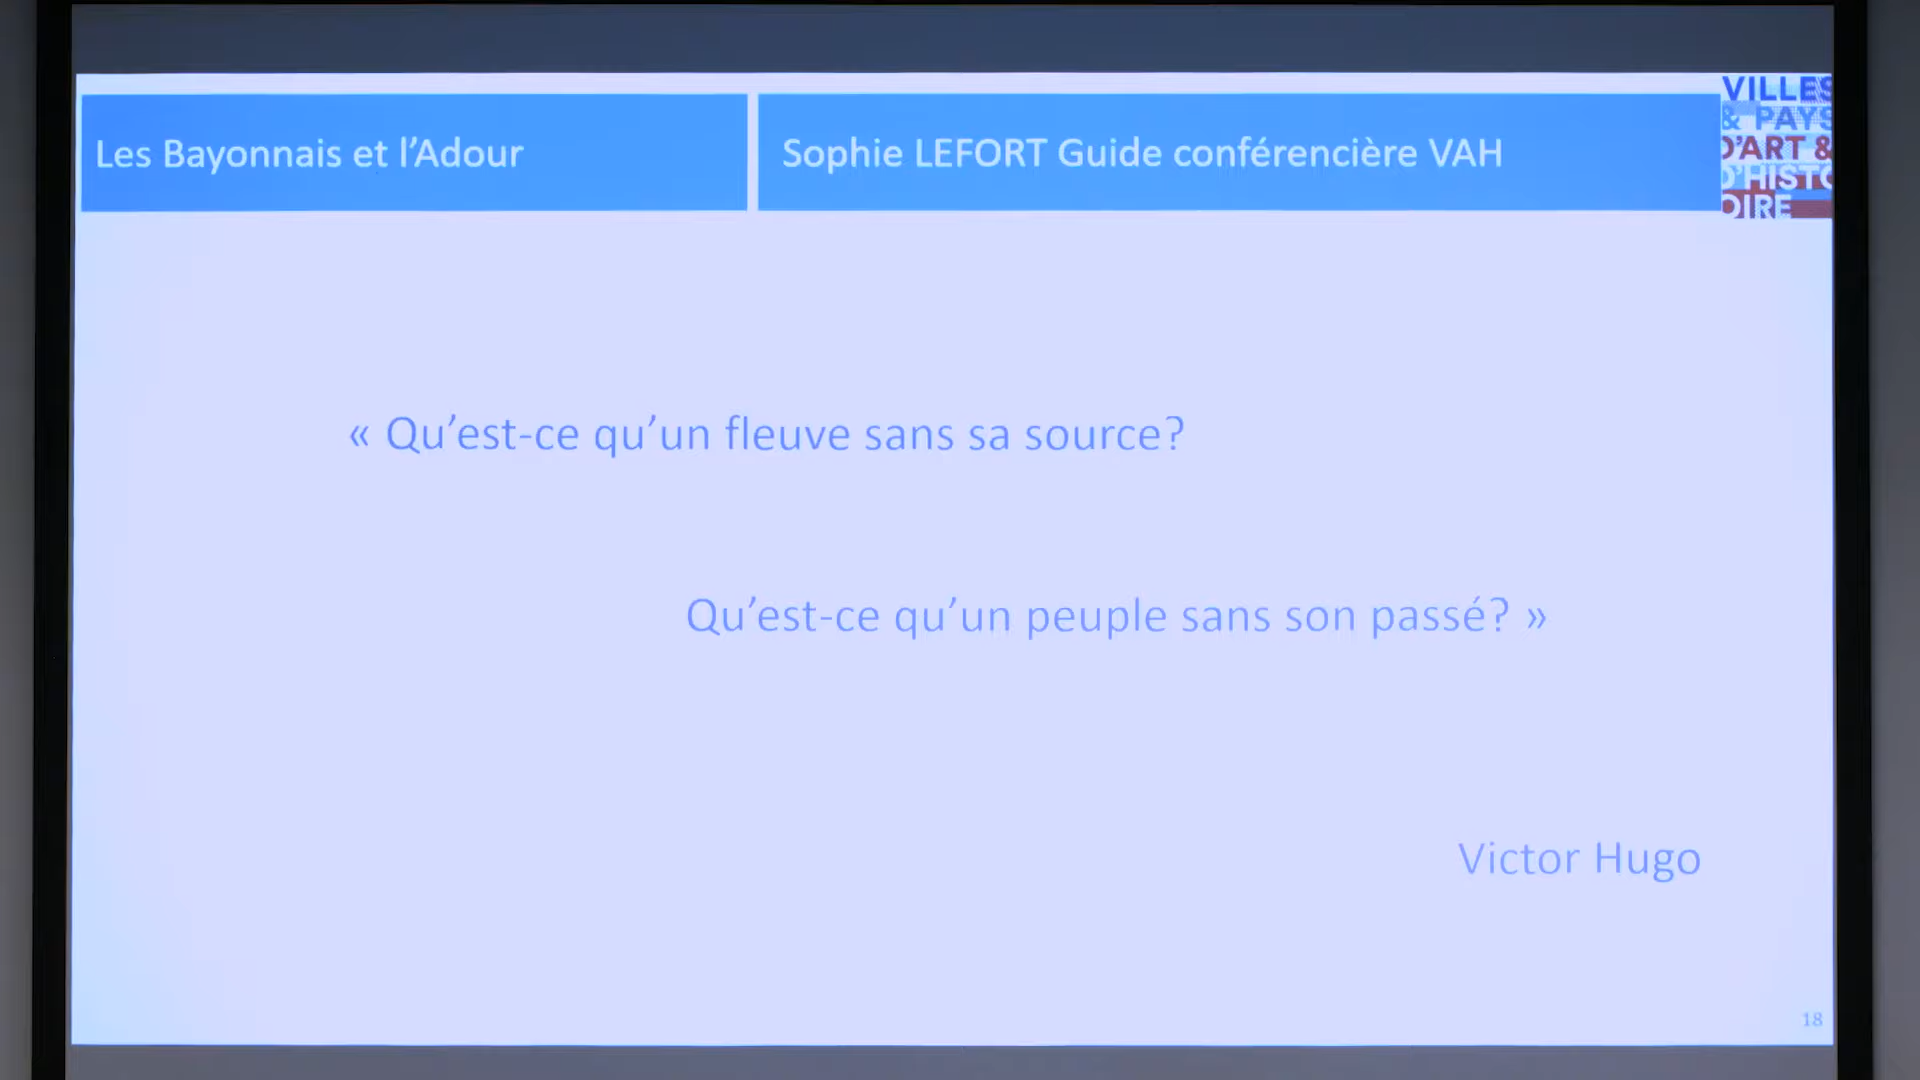 Les Bayonnais et l’Adour
Sophie LEFORT Guide conférencière VAH
VILLES
& PAYS
D’ART &
D’HISTO
OIRE
« Qu’est-ce qu’un fleuve sans sa source?
Qu’est-ce qu’un peuple sans son passé? »
Victor Hugo
18